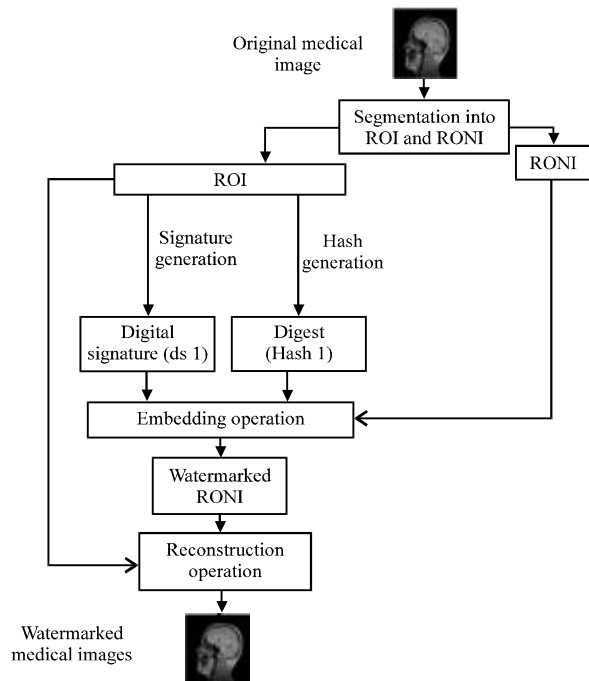 Original medical
image
Segmentation into
ROI and RONI
RONI
ROI
Signature
generation
Hash
generation
Digital
signature (ds 1)
Digest
(Hash 1)
Embedding operation
Watermarked
RONI
Reconstruction
operation
Watermarked
medical images